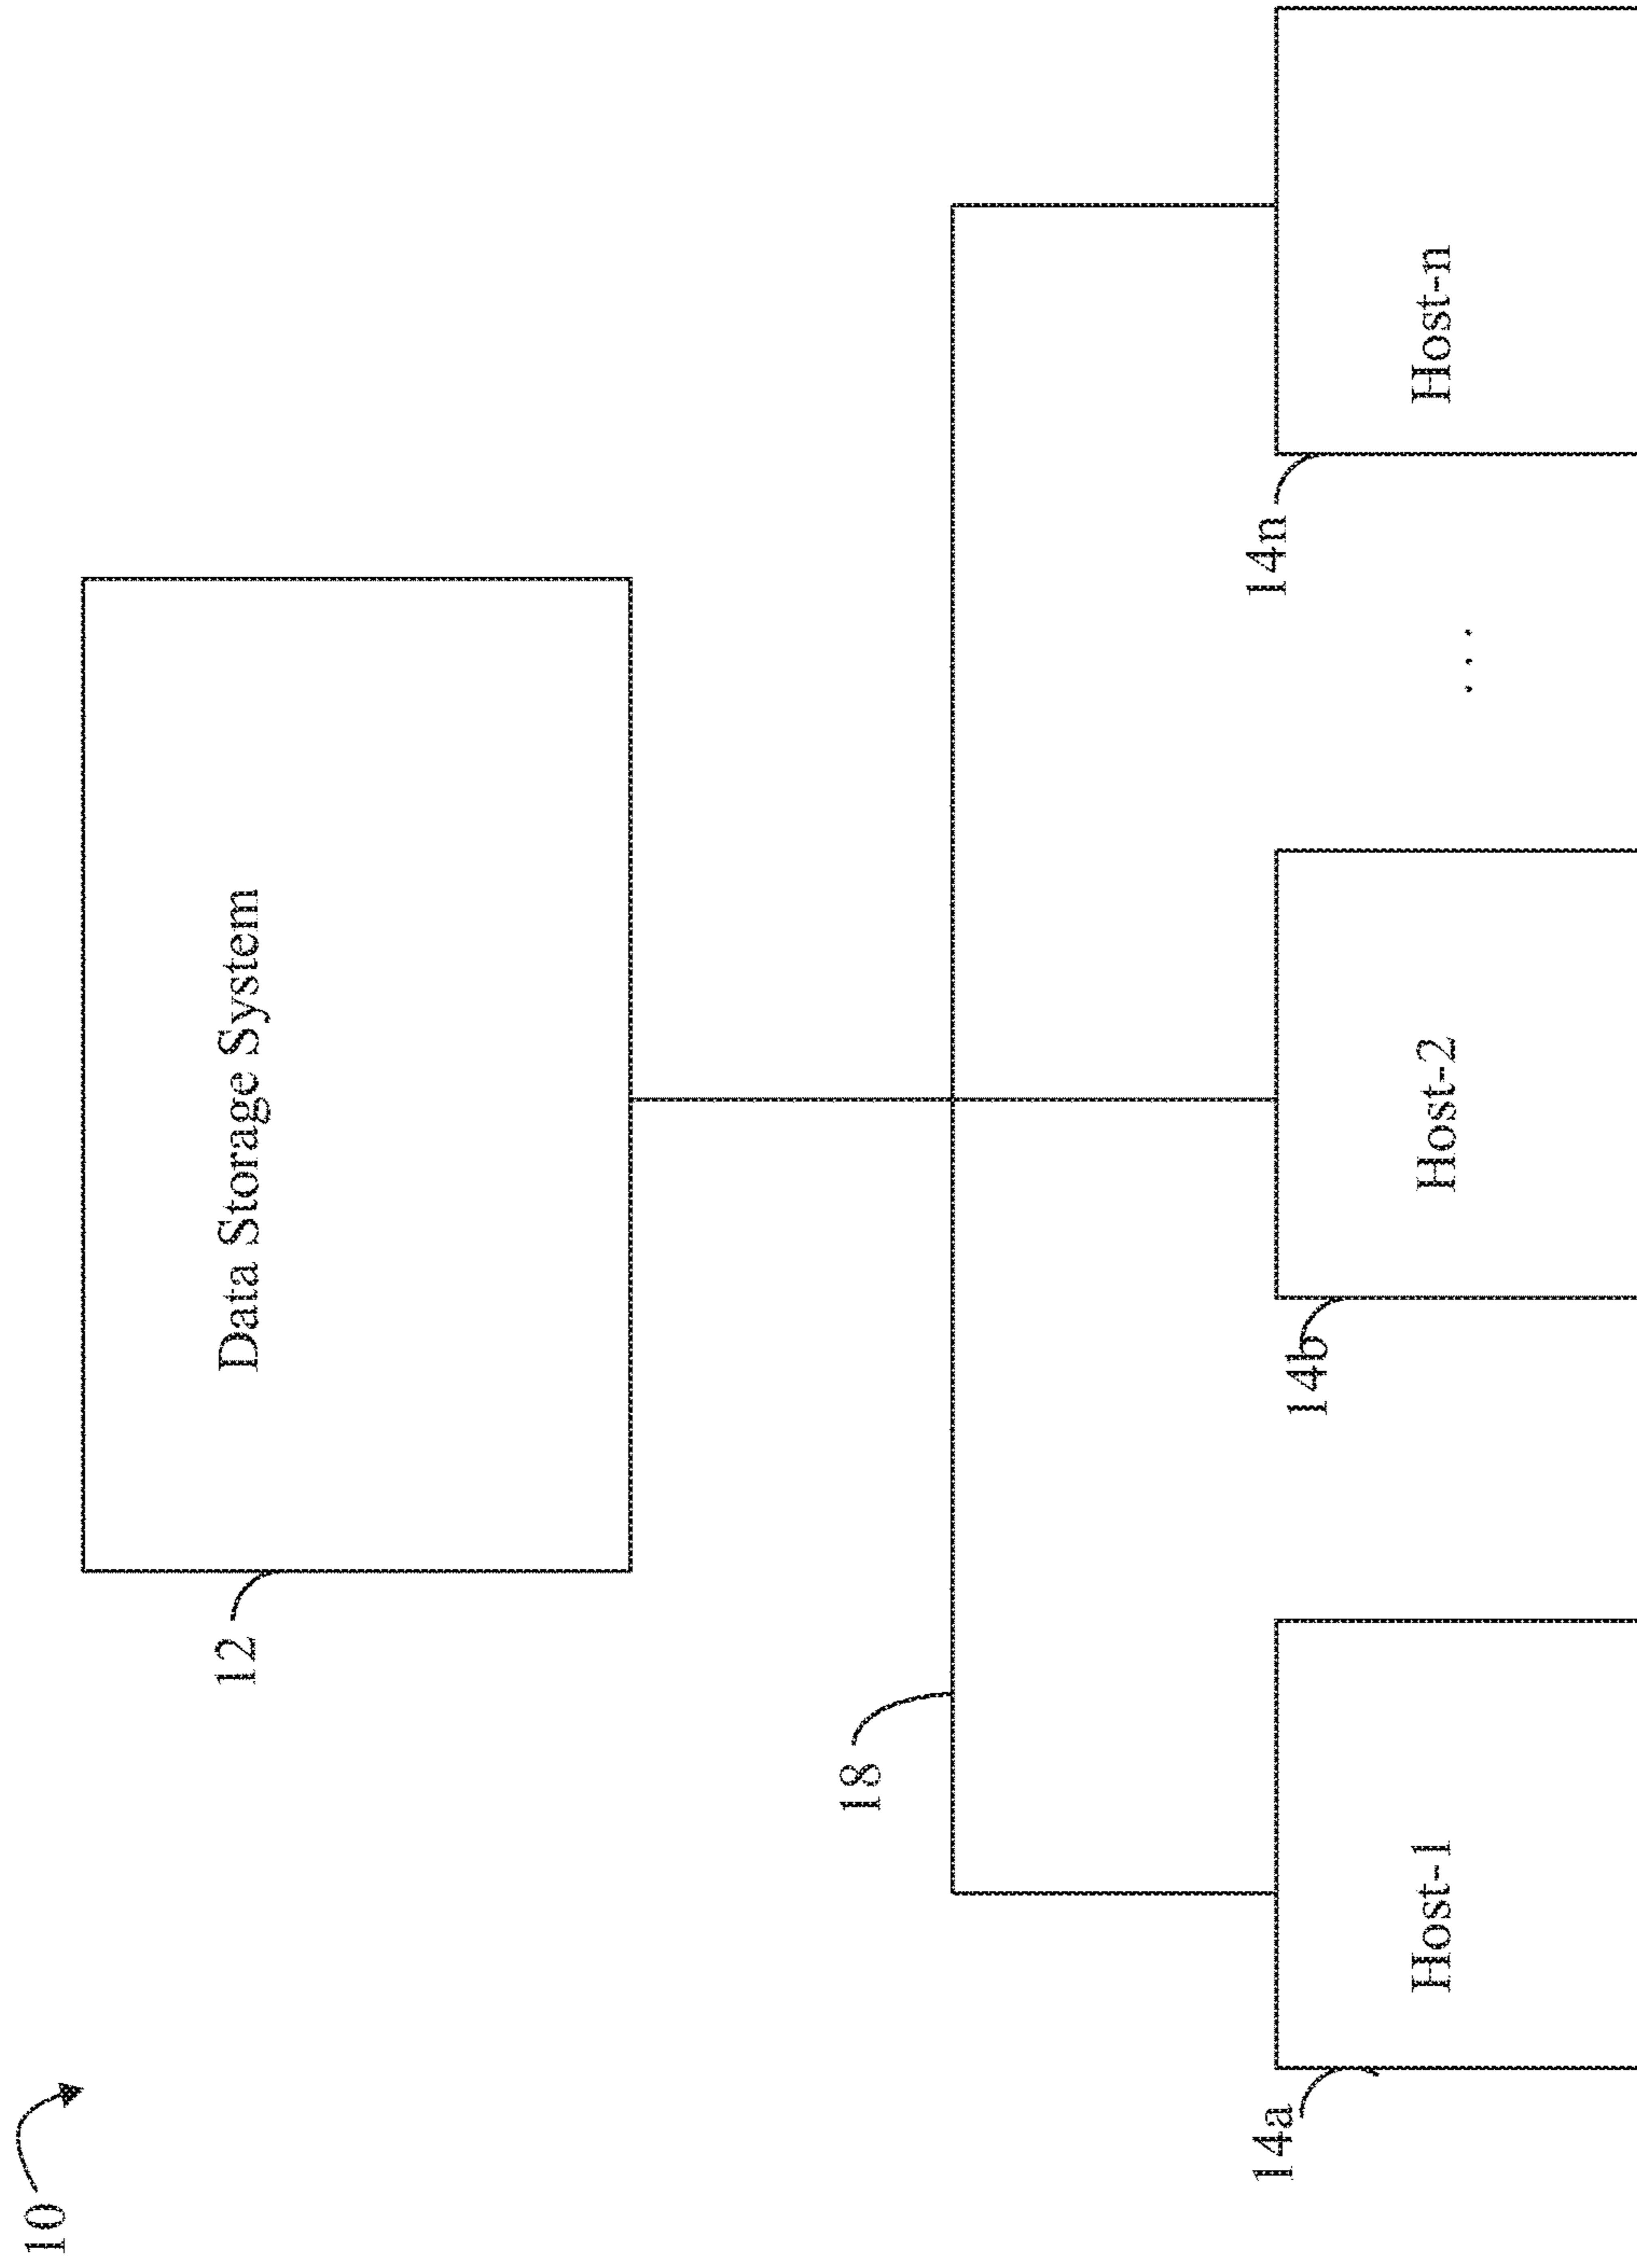 10
12
Data Storage System
18
14a
Host-1
14b
Host-2
...
14n
Host-n